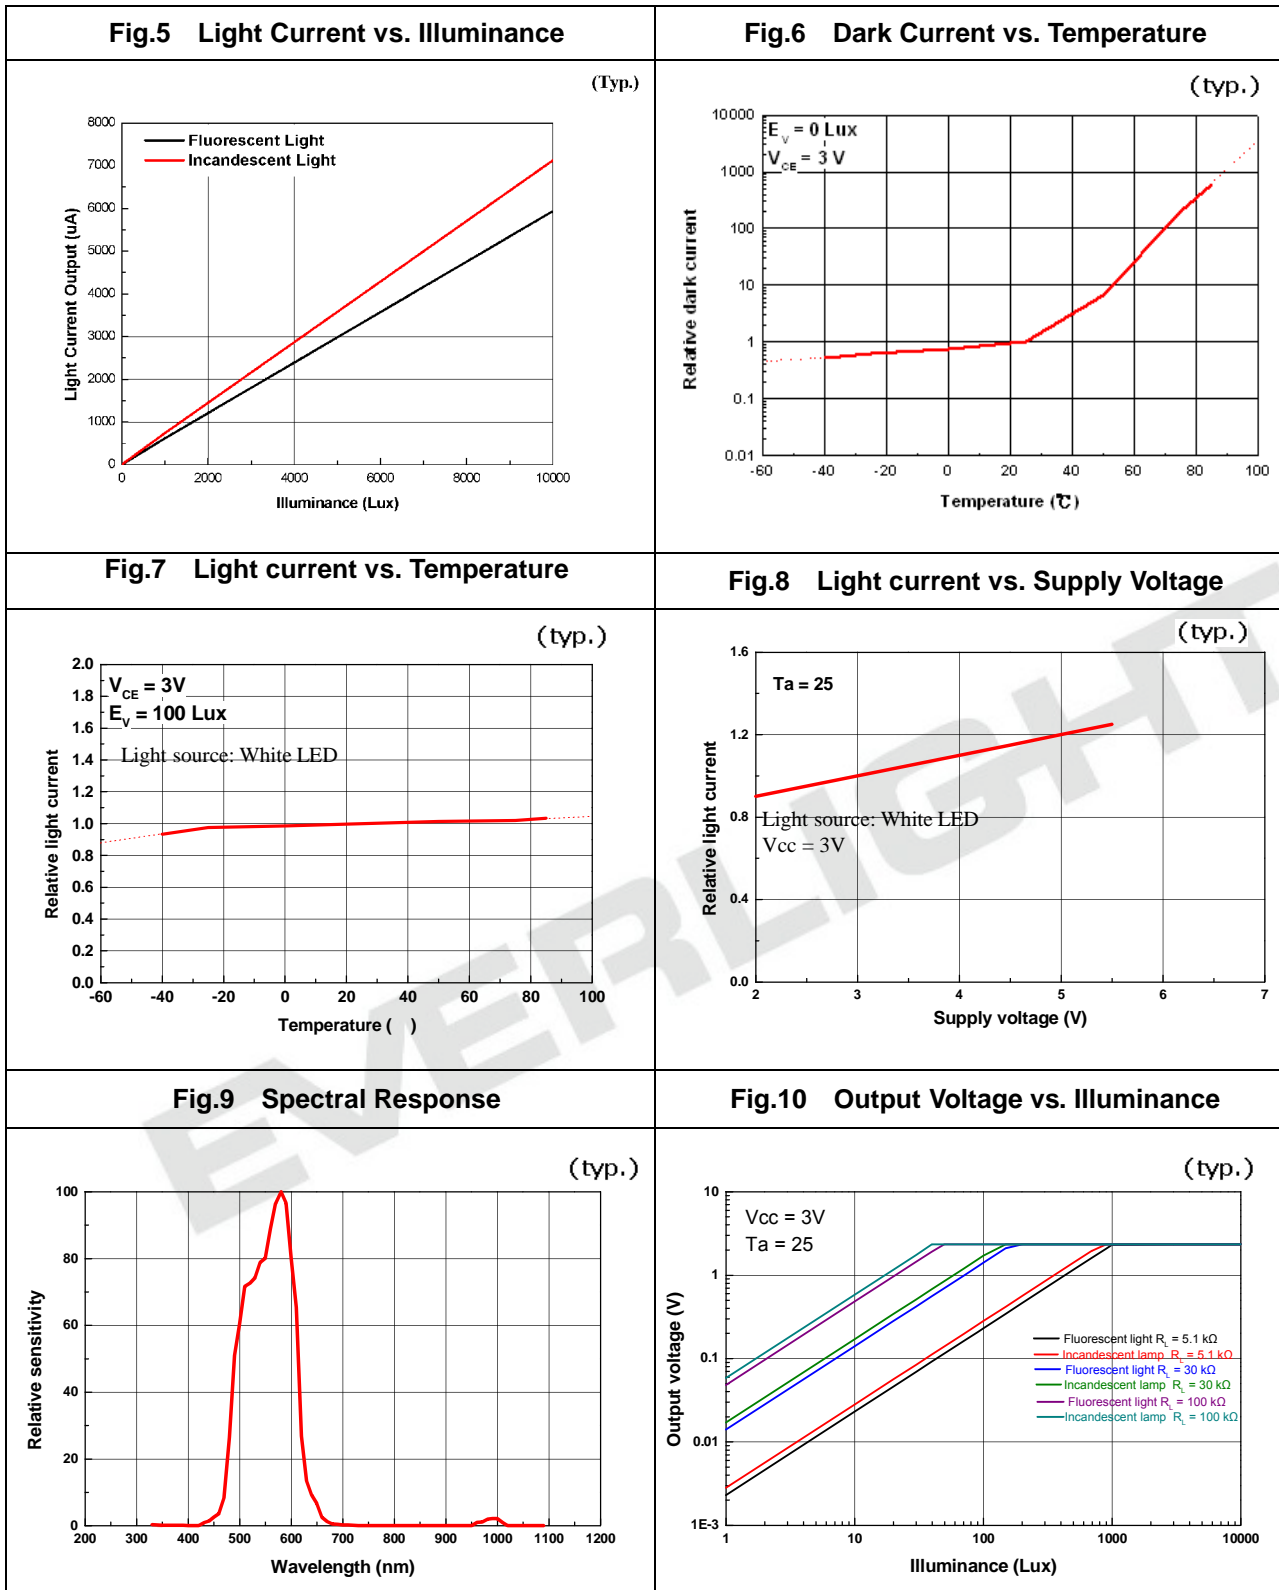 Fig.5 Light Current vs. Illuminance
(Typ.)
8000
7000
6000
5000
4000
3000
2000
1000
0
Light Current Output (uA)
Fluorescent Light
Incandescent Light
0 2000 4000 6000 8000 10000
Illuminance (Lux)
Fig.6 Dark Current vs. Temperature
(typ.)
10000
1000
100
10
1
0.1
0.01
Relative dark current
E_V = 0 Lux
V_CE = 3 V
-60 -40 -20 0 20 40 60 80 100
Temperature (℃)
Fig.7 Light current vs. Temperature
(typ.)
2.0
1.8
1.6
1.4
1.2
1.0
0.8
0.6
0.4
0.2
0.0
Relative light current
V_CE = 3V
E_V = 100 Lux
Light source: White LED
-60 -40 -20 0 20 40 60 80 100
Temperature ( )
Fig.8 Light current vs. Supply Voltage
(typ.)
1.6
1.2
0.8
0.4
0.0
Relative light current
Ta = 25
Light source: White LED
Vcc = 3V
2 3 4 5 6 7
Supply voltage (V)
EVERLIGHT
Fig.9 Spectral Response
(typ.)
100
80
60
40
20
0
Relative sensitivity
200 300 400 500 600 700 800 900 1000 1100 1200
Wavelength (nm)
Fig.10 Output Voltage vs. Illuminance
(typ.)
10
1
0.1
0.01
1E-3
Output voltage (V)
Vcc = 3V
Ta = 25
Fluorescent light R_L = 5.1 kΩ
Incandescent lamp R_L = 5.1 kΩ
Fluorescent light R_L = 30 kΩ
Incandescent lamp R_L = 30 kΩ
Fluorescent light R_L = 100 kΩ
Incandescent lamp R_L = 100 kΩ
1 10 100 1000 10000
Illuminance (Lux)